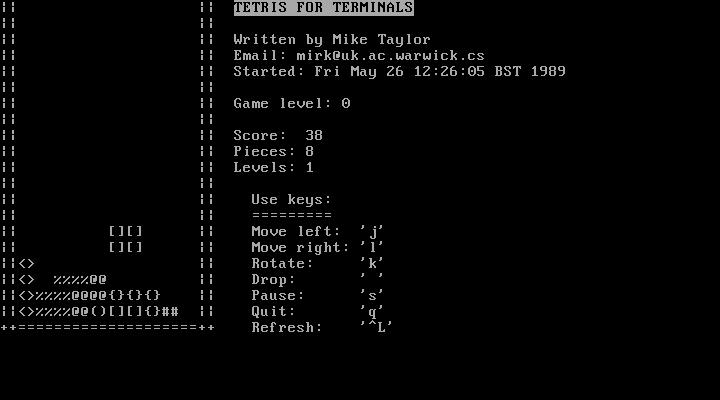 ||                    ||  TETRIS FOR TERMINALS
||                    ||
||                    ||  Written by Mike Taylor
||                    ||  Email: mirk@uk.ac.warwick.cs
||                    ||  Started: Fri May 26 12:26:05 BST 1989
||                    ||
||                    ||  Game level: 0
||                    ||
||                    ||  Score:  38
||                    ||  Pieces: 8
||                    ||  Levels: 1
||                    ||
||                    ||    Use keys:
||                    ||    =========
||          [][]      ||    Move left:  'j'
||          [][]      ||    Move right: 'l'
||<>                  ||    Rotate:     'k'
||<>  %%%%@@          ||    Drop:       ' '
||<>%%%%@@@@{}{}{}    ||    Pause:      's'
||<>%%%%@@()[][]{}##  ||    Quit:       'q'
++====================++    Refresh:    '^L'